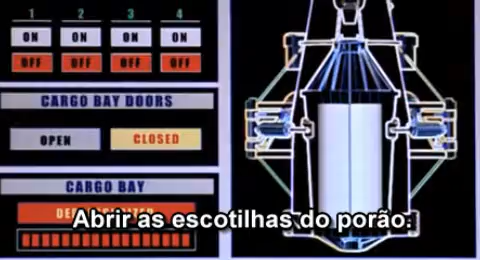 1 2 3 4
ON ON ON ON
OFF OFF OFF OFF
CARGO BAY DOORS
OPEN CLOSED
CARGO BAY
Abrir as escotilhas do porão.